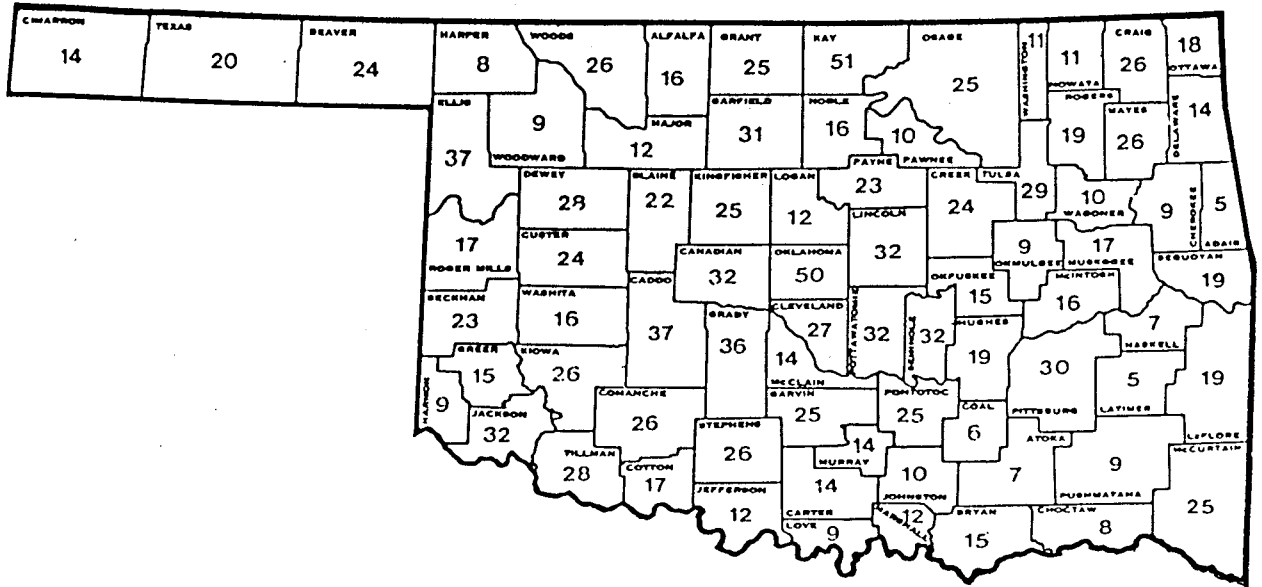 CIMARRON
14
TEXAS
20
BEAVER
24
HARPER
8
WOODS
26
ALFALFA
16
GRANT
25
KAY
51
OSAGE
25
WASHINGTON
11
NOWATA
11
CRAIG
26
OTTAWA
18
ELLIS
37
WOODWARD
9
MAJOR
12
GARFIELD
31
NOBLE
16
PAWNEE
10
ROGERS
19
MAYES
26
DELAWARE
14
DEWEY
28
BLAINE
22
KINGFISHER
25
LOGAN
12
PAYNE
23
CREEK
24
TULSA
29
WAGONER
10
CHEROKEE
9
ADAIR
5
ROGER MILLS
17
CUSTER
24
CANADIAN
32
OKLAHOMA
50
LINCOLN
32
OKMULGEE
9
MUSKOGEE
17
SEQUOYAH
19
BECKHAM
23
WASHITA
16
CADDO
37
GRADY
36
CLEVELAND
27
POTTAWATOMIE
32
SEMINOLE
32
OKFUSKEE
15
MCINTOSH
16
HASKELL
7
GREER
15
KIOWA
26
McCLAIN
14
HUGHES
19
PITTSBURG
30
LATIMER
5
LEFLORE
19
HARMON
9
JACKSON
32
COMANCHE
26
STEPHENS
26
GARVIN
25
PONTOTOC
25
COAL
6
ATOKA
7
PUSHMATAHA
9
McCURTAIN
25
TILLMAN
28
COTTON
17
JEFFERSON
12
MURRAY
14
CARTER
14
JOHNSTON
10
LOVE
9
MARSHALL
12
BRYAN
15
CHOCTAW
8